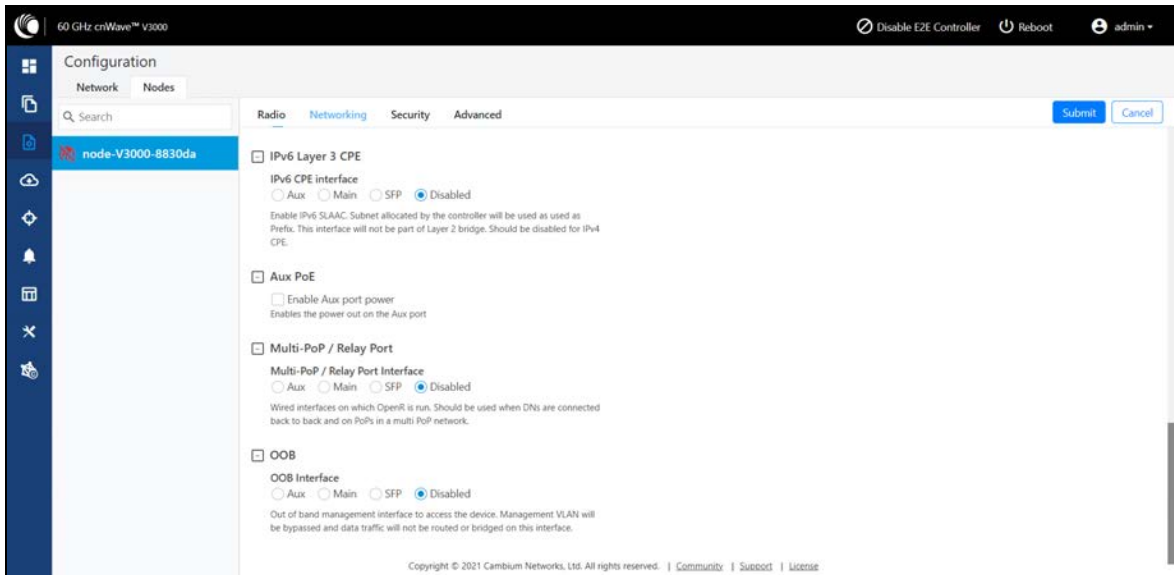 60 GHz cnWave™ V3000
Disable E2E Controller
Reboot
admin
Configuration
Network Nodes
Search
Radio Networking Security Advanced
Submit Cancel
node-V3000-8830da
IPv6 Layer 3 CPE
IPv6 CPE interface
Aux Main SFP Disabled
Enable IPv6 SLAAC. Subnet allocated by the controller will be used as used as
Prefix. This interface will not be part of Layer 2 bridge. Should be disabled for IPv4
CPE.
Aux PoE
Enable Aux port power
Enables the power out on the Aux port
Multi-PoP / Relay Port
Multi-PoP / Relay Port Interface
Aux Main SFP Disabled
Wired interfaces on which OpenR is run. Should be used when DNs are connected
back to back and on PoPs in a multi PoP network.
OOB
OOB Interface
Aux Main SFP Disabled
Out of band management interface to access the device. Management VLAN will
be bypassed and data traffic will not be routed or bridged on this interface.
Copyright © 2021 Cambium Networks, Ltd. All rights reserved. | Community | Support | License